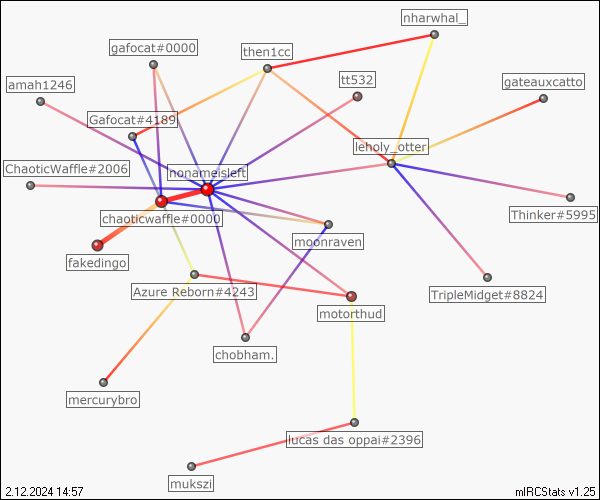 nharwhal_
gafocat#0000
then1cc
tt532
amah1246
gateauxcatto
Gafocat#4189
leholy_otter
ChaoticWaffle#2006
nonameisleft
chaoticwaffle#0000
Thinker#5995
moonraven
fakedingo
Azure Reborn#4243
TripleMidget#8824
motorthud
chobham.
mercurybro
lucas das oppai#2396
mukszi
2.12.2024 14:57
mIRCStats v1.25